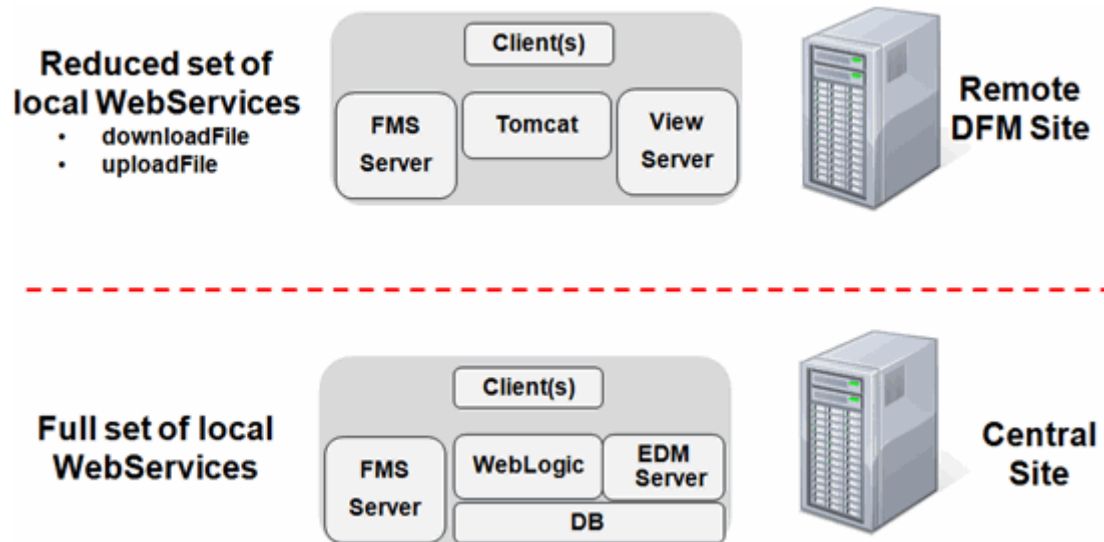 Reduced set of
local WebServices
• downloadFile
• uploadFile
Client(s)
FMS
Server
Tomcat
View
Server
Remote
DFM Site
Full set of local
WebServices
Client(s)
FMS
Server
WebLogic
EDM
Server
DB
Central
Site